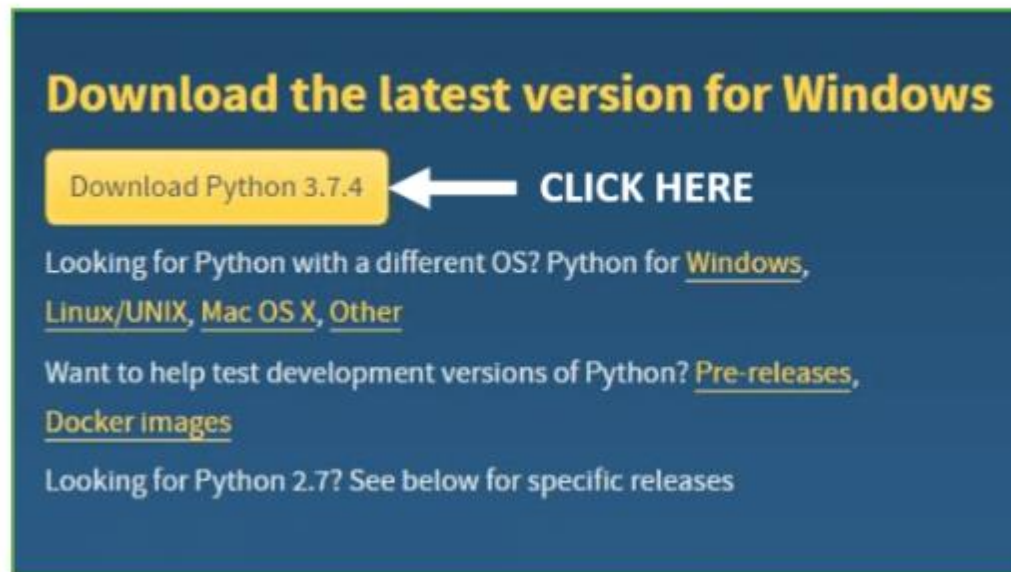 Download the latest version for Windows
Download Python 3.7.4
CLICK HERE
Looking for Python with a different OS? Python for Windows,
Linux/UNIX, Mac OS X, Other
Want to help test development versions of Python? Pre-releases,
Docker images
Looking for Python 2.7? See below for specific releases